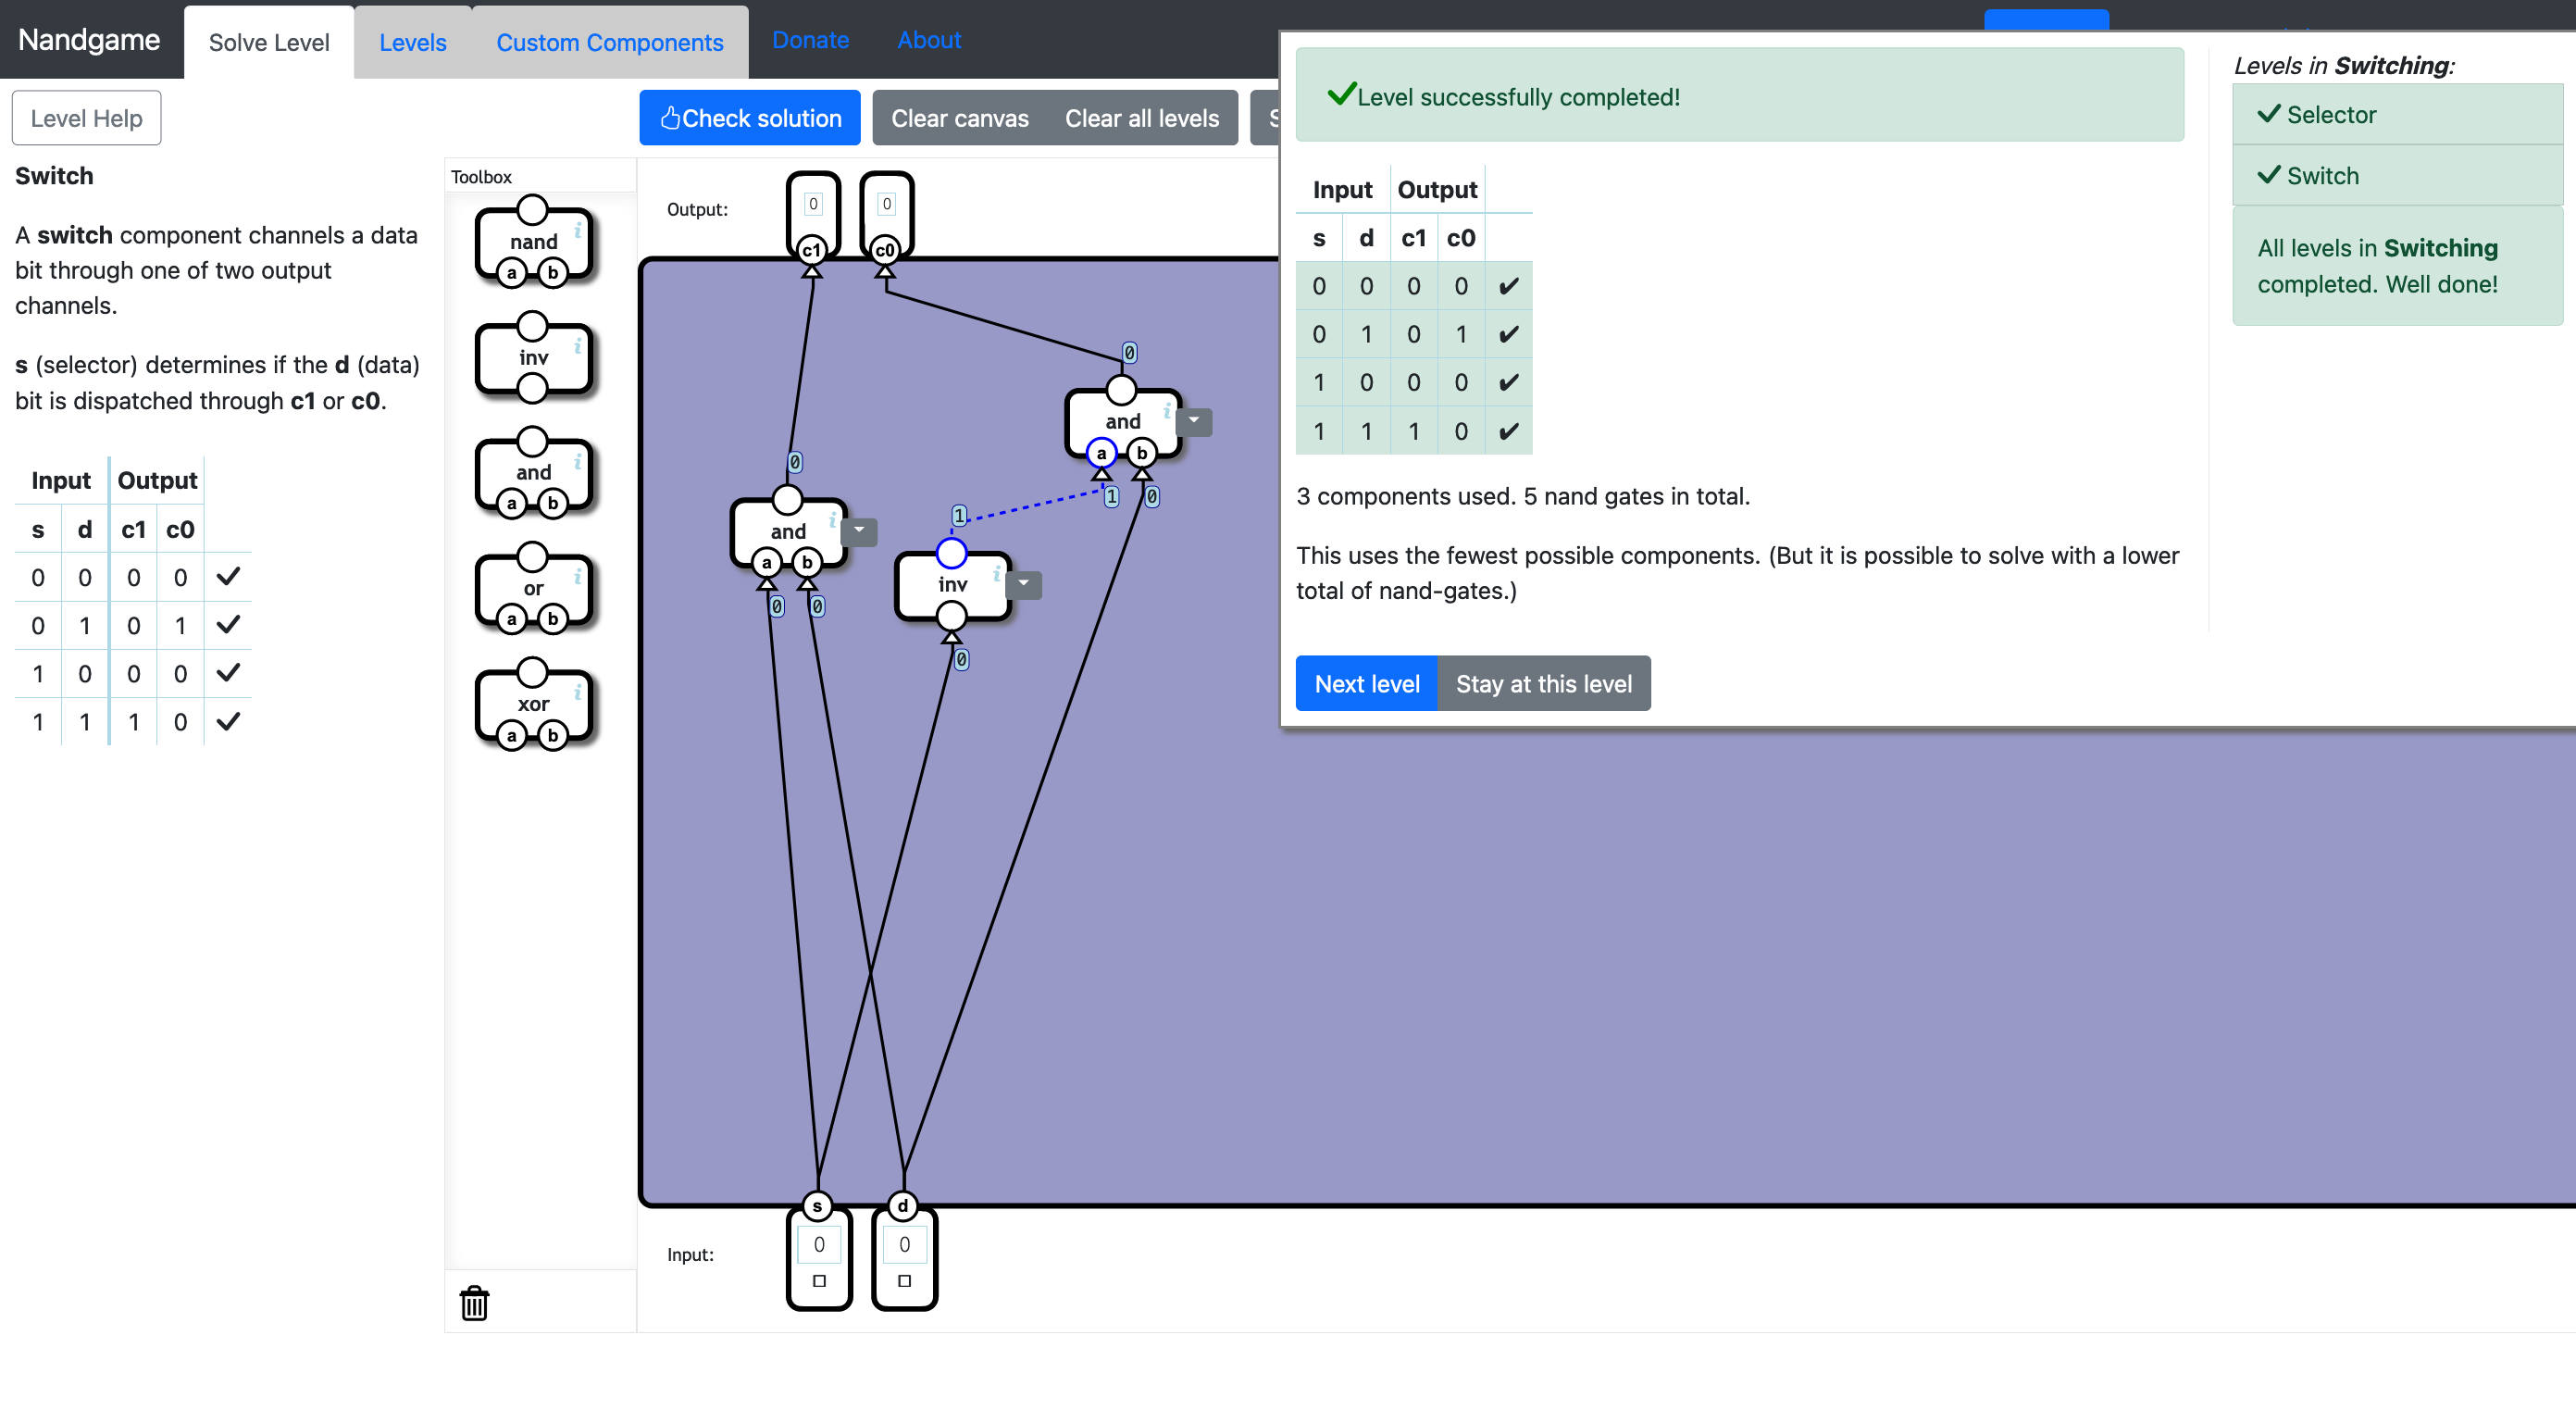 Nandgame
Solve Level
Levels
Custom Components
Donate
About
Level Help
Check solution
Clear canvas
Clear all levels
S
Switch
A switch component channels a data
bit through one of two output
channels.
s (selector) determines if the d (data)
bit is dispatched through c1 or c0.
Input Output
s d c1 c0
0 0 0 0 ✓
0 1 0 1 ✓
1 0 0 0 ✓
1 1 1 0 ✓
Toolbox
nand i
a b
inv i
and i
a b
or i
a b
xor i
a b
Output:
0 0
c1 c0
0
and i
a b
1 0
0
and i
a b
0 0
1
inv i
0
s d
Input:
0 0
✓ Level successfully completed!
Input Output
s d c1 c0
0 0 0 0 ✔
0 1 0 1 ✔
1 0 0 0 ✔
1 1 1 0 ✔
3 components used. 5 nand gates in total.
This uses the fewest possible components. (But it is possible to solve with a lower
total of nand-gates.)
Next level
Stay at this level
Levels in Switching:
✓ Selector
✓ Switch
All levels in Switching
completed. Well done!